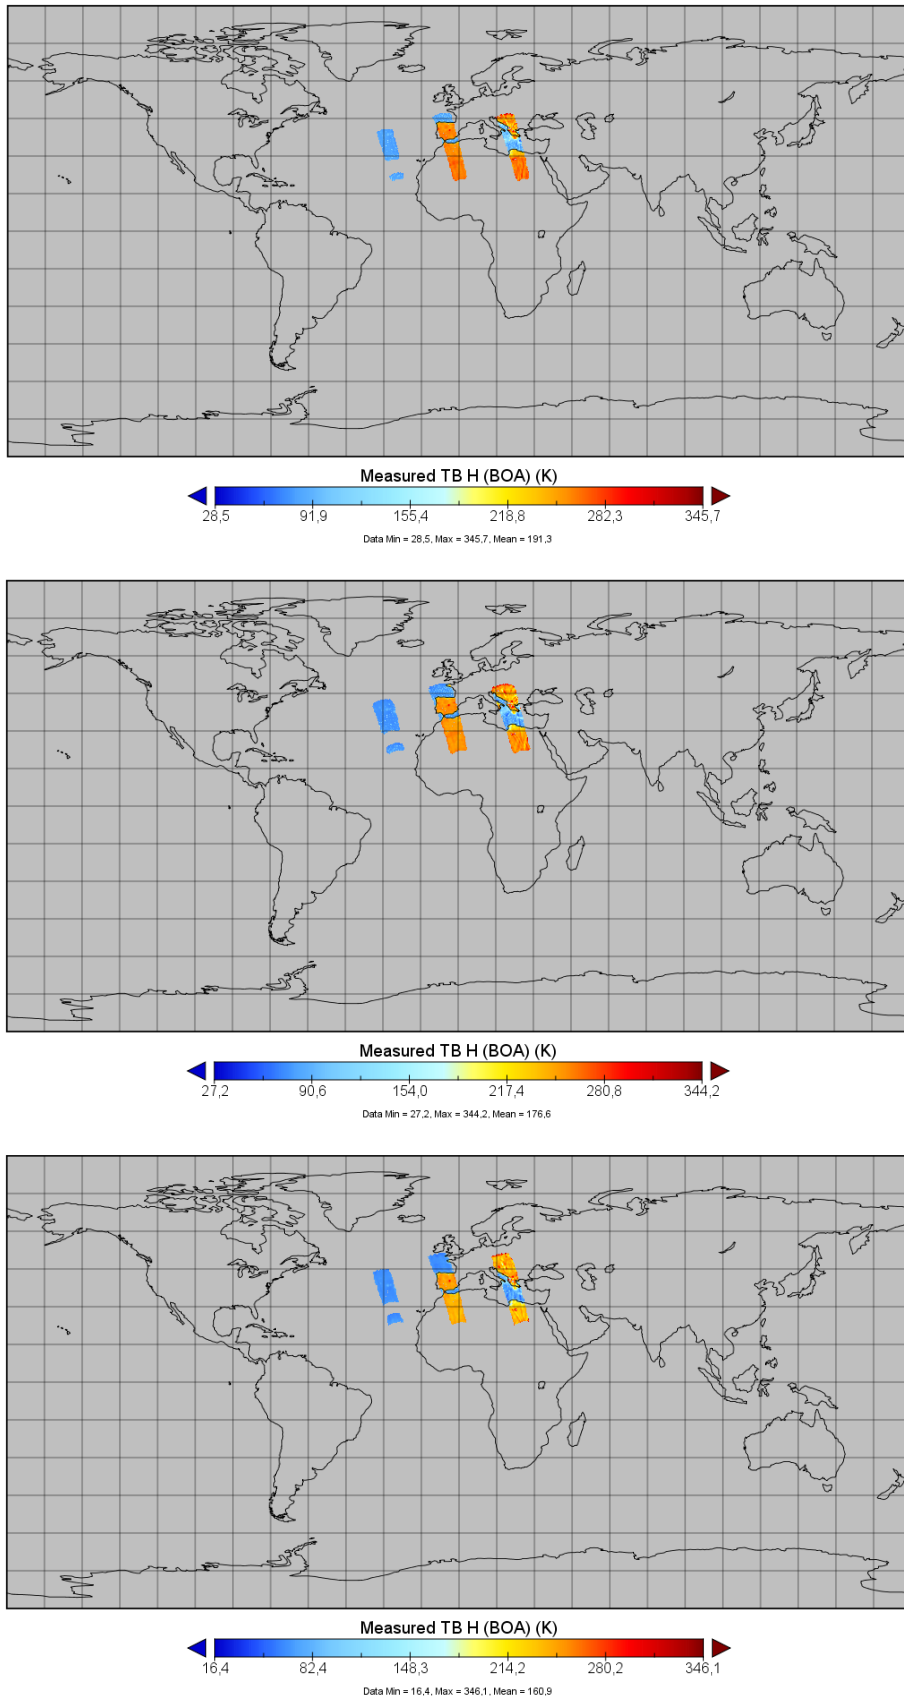 Measured TB H (BOA) (K)
28,5 91,9 155,4 218,8 282,3 345,7
Data Min = 28,5, Max = 345,7, Mean = 191,3
Measured TB H (BOA) (K)
27,2 90,6 154,0 217,4 280,8 344,2
Data Min = 27,2, Max = 344,2, Mean = 176,6
Measured TB H (BOA) (K)
16,4 82,4 148,3 214,2 280,2 346,1
Data Min = 16,4, Max = 346,1, Mean = 160,9